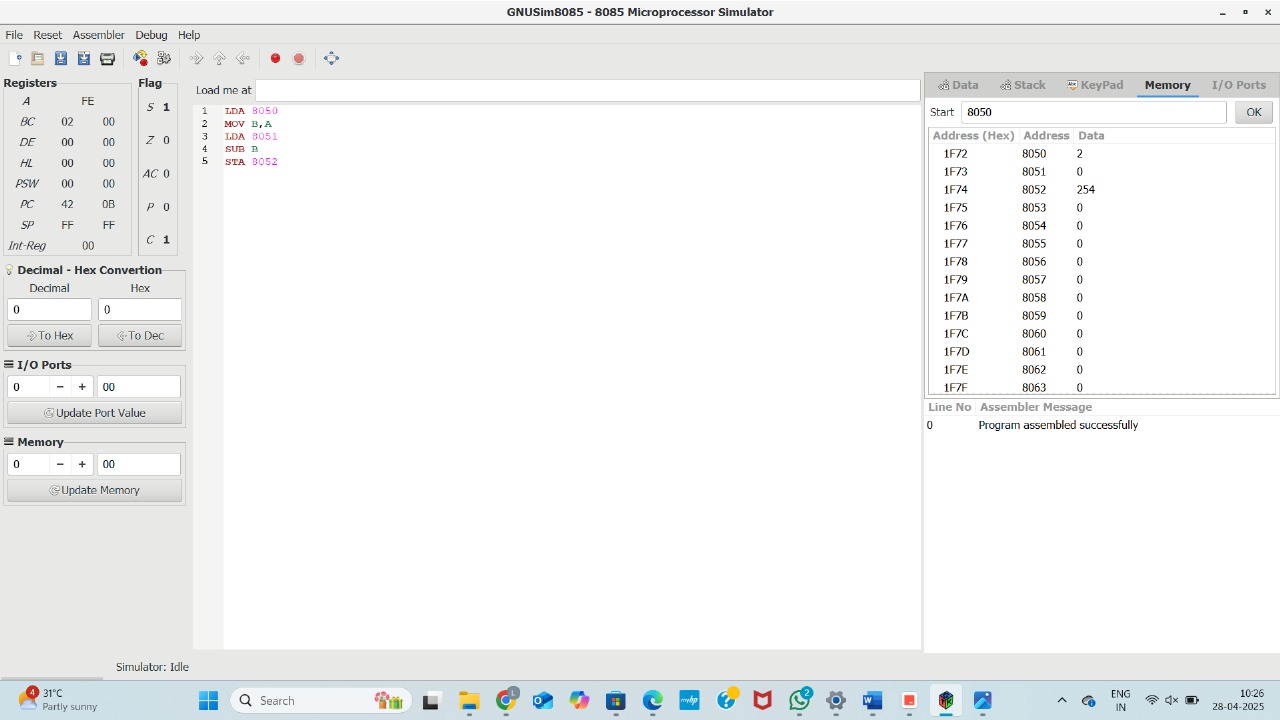 GNUSim8085 - 8085 Microprocessor Simulator
File Reset Assembler Debug Help
Registers
A FE
BC 02 00
DE 00 00
HL 00 00
PSW 00 00
PC 42 0B
SP FF FF
Int-Reg 00
Flag
S 1
Z 0
AC 0
P 0
C 1
Decimal - Hex Convertion
Decimal Hex
0 0
To Hex To Dec
I/O Ports
0 − + 00
Update Port Value
Memory
0 − + 00
Update Memory
Load me at
1 LDA 8050
2 MOV B,A
3 LDA 8051
4 SUB B
5 STA 8052
Data Stack KeyPad Memory I/O Ports
Start 8050 OK
Address (Hex) Address Data
1F72 8050 2
1F73 8051 0
1F74 8052 254
1F75 8053 0
1F76 8054 0
1F77 8055 0
1F78 8056 0
1F79 8057 0
1F7A 8058 0
1F7B 8059 0
1F7C 8060 0
1F7D 8061 0
1F7E 8062 0
1F7F 8063 0
Line No Assembler Message
0 Program assembled successfully
Simulator: Idle
4 31°C
Partly sunny
Search
L
myhp
2
ENG
IN
10:26
28-04-2025